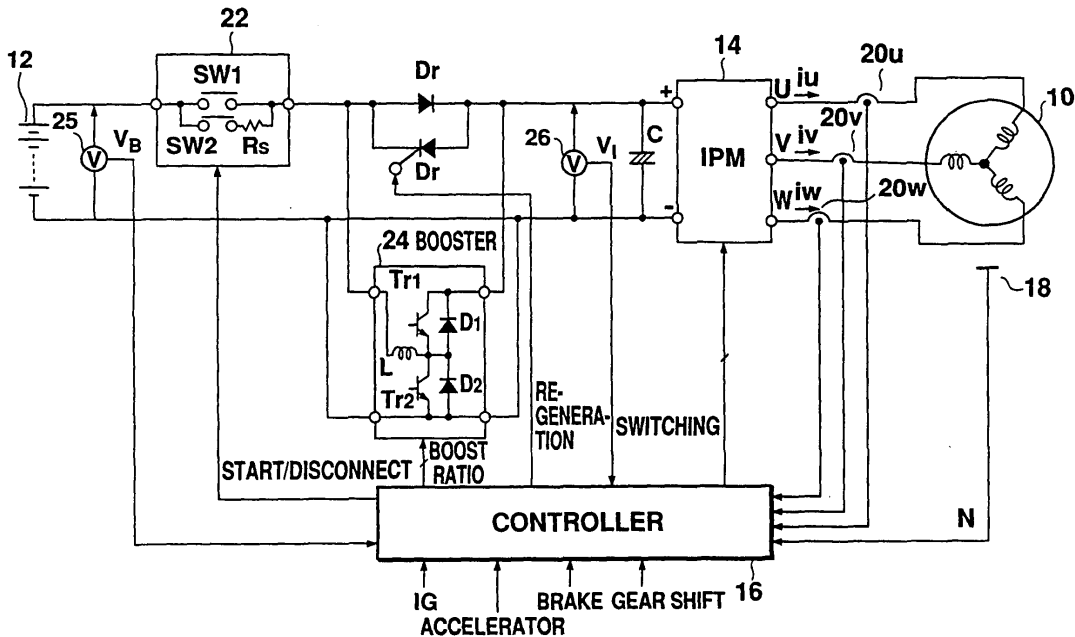 22
12
SW1
SW2
Rs
25
V
VB
Dr
Dr
26
V
VI
C
+
-
14
IPM
U
iu
20u
V
iv
20v
W
iw
20w
10
18
24 BOOSTER
Tr1
D1
L
Tr2
D2
RE-
GENERA-
TION
SWITCHING
START/DISCONNECT
BOOST
RATIO
CONTROLLER
N
16
IG
ACCELERATOR
BRAKE
GEAR SHIFT